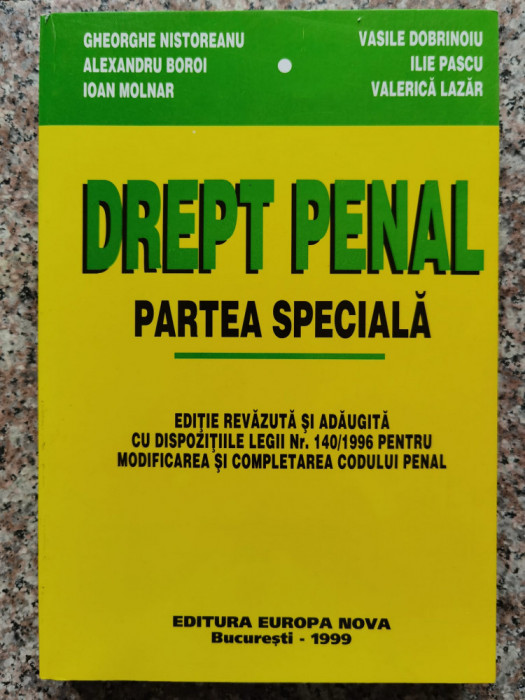 GHEORGHE NISTOREANU
ALEXANDRU BOROI
IOAN MOLNAR
VASILE DOBRINOIU
ILIE PASCU
VALERICĂ LAZĂR
DREPT PENAL
PARTEA SPECIALĂ
EDIȚIE REVĂZUTĂ ȘI ADĂUGITĂ
CU DISPOZIȚIILE LEGII Nr. 140/1996 PENTRU
MODIFICAREA ȘI COMPLETAREA CODULUI PENAL
EDITURA EUROPA NOVA
București - 1999